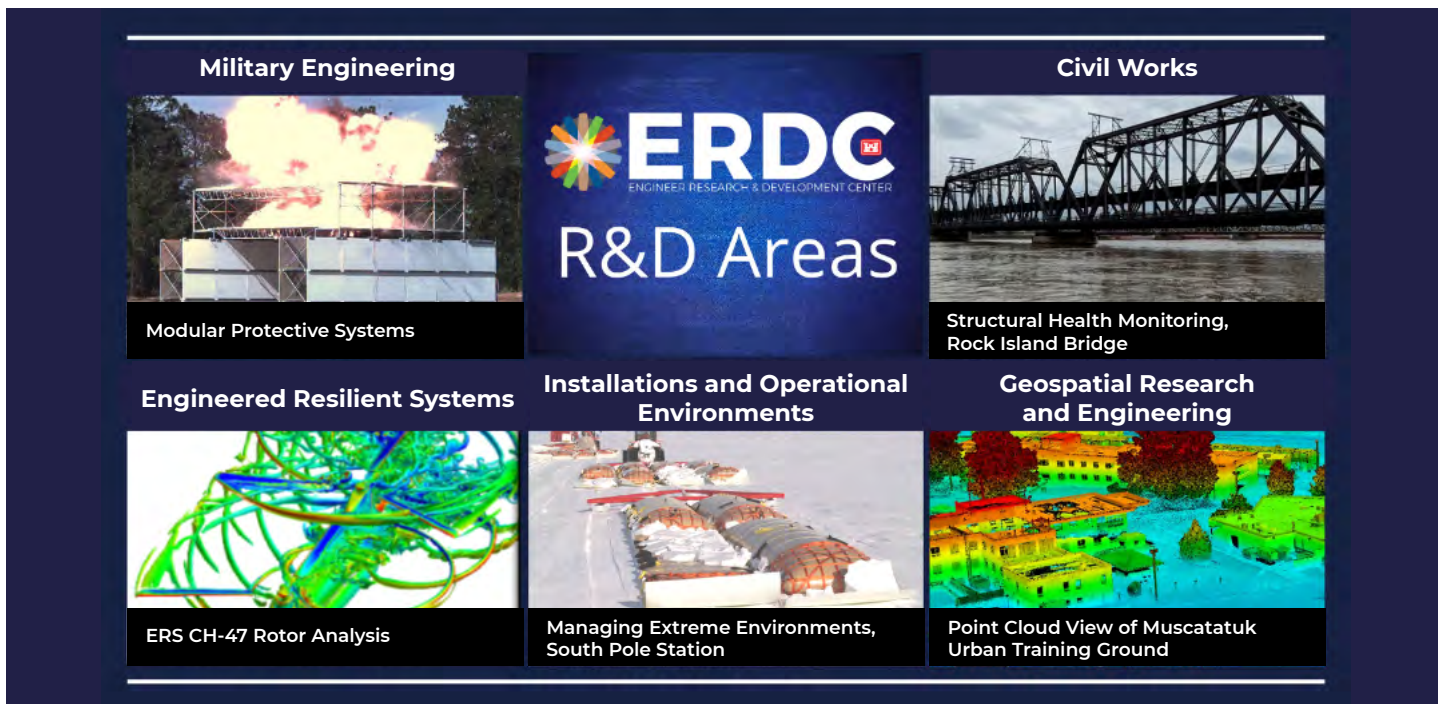 Military Engineering
Modular Protective Systems
ERDC
ENGINEER RESEARCH & DEVELOPMENT CENTER
R&D Areas
Civil Works
Structural Health Monitoring,
Rock Island Bridge
Engineered Resilient Systems
ERS CH-47 Rotor Analysis
Installations and Operational
Environments
Managing Extreme Environments,
South Pole Station
Geospatial Research
and Engineering
Point Cloud View of Muscatatuk
Urban Training Ground